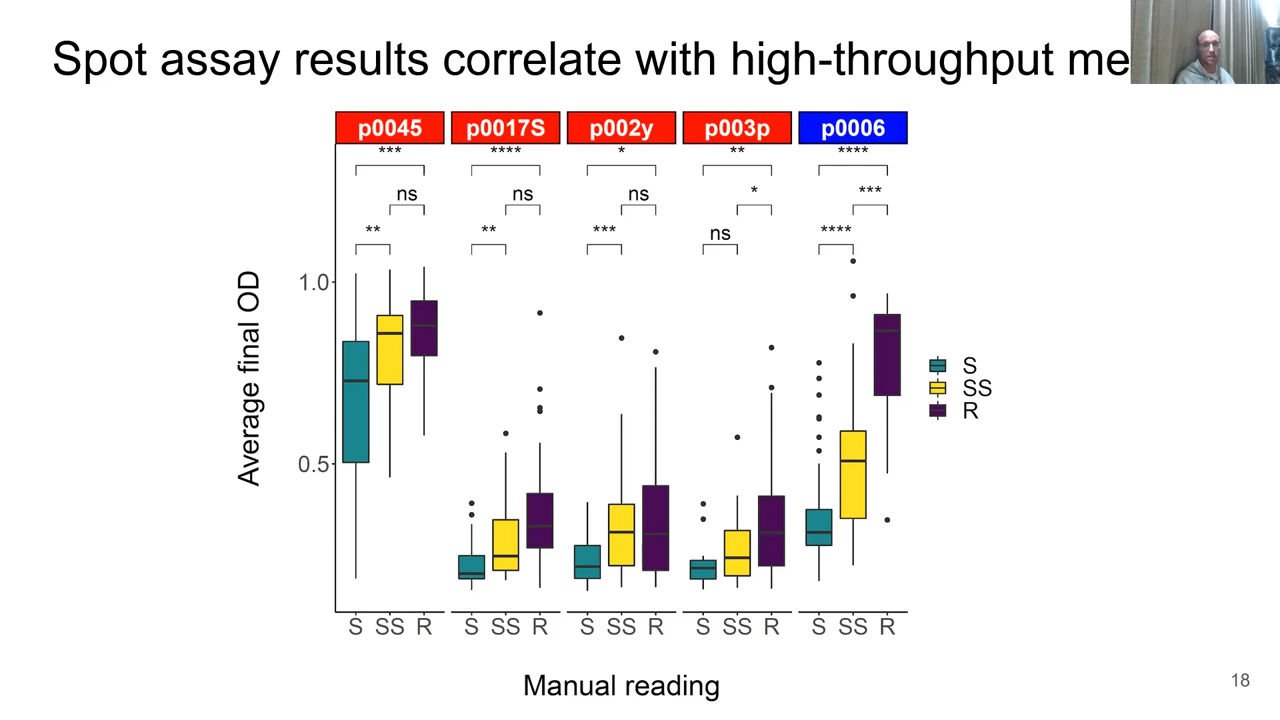 Spot assay results correlate with high-throughput me
p0045 p0017S p002y p003p p0006
*** **** * ** ****
ns ns ns * ***
** ** *** ns ****
1.0
0.5
Average final OD
S SS R S SS R S SS R S SS R S SS R
Manual reading
S
SS
R
18